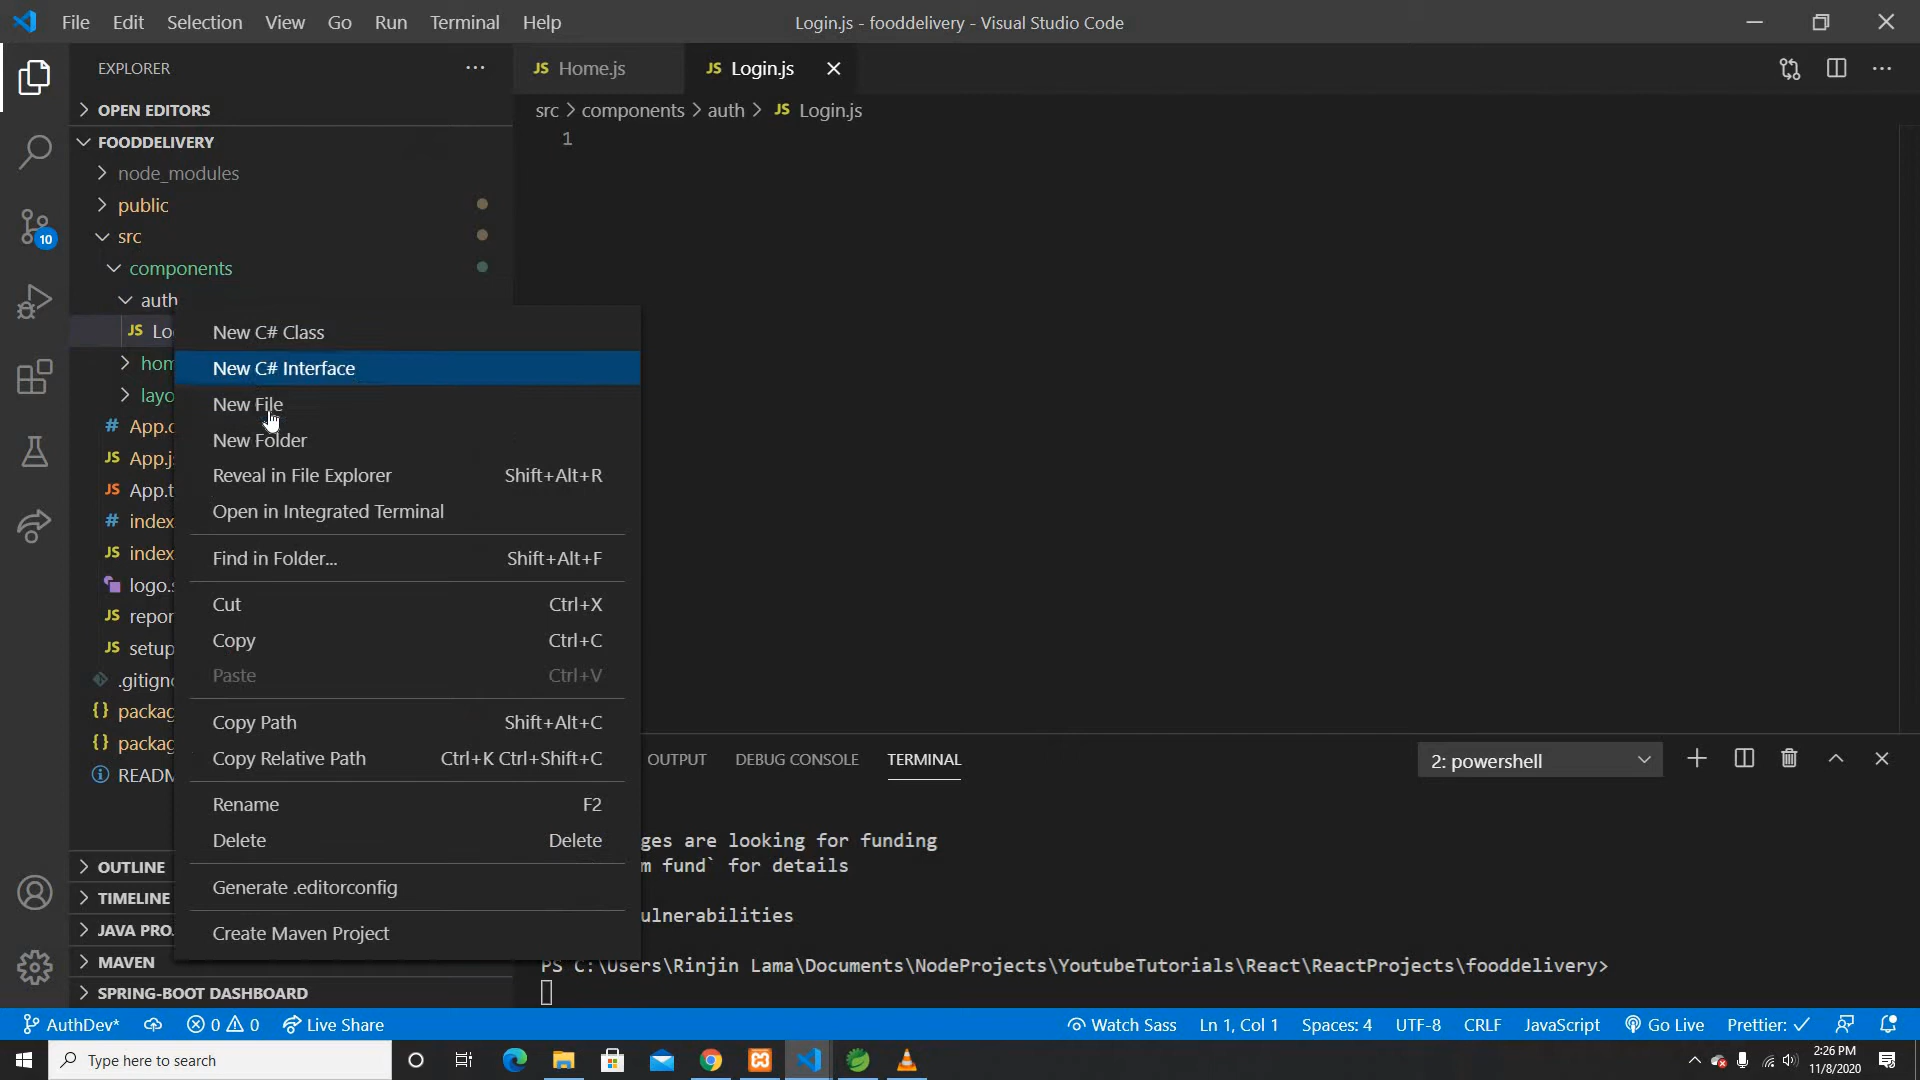 File Edit Selection View Go Run Terminal Help
Login.js - fooddelivery - Visual Studio Code
EXPLORER
JS Home.js
JS Login.js
OPEN EDITORS
src > components > auth > JS Login.js
FOODDELIVERY
1
node_modules
public
src
10
components
auth
JS Lo
hom
layo
# App.c
JS App.js
JS App.t
# index
JS index
logo.s
JS repor
JS setup
.gitigno
{} packag
{} packag
READM
New C# Class
New C# Interface
New File
New Folder
Reveal in File Explorer Shift+Alt+R
Open in Integrated Terminal
Find in Folder... Shift+Alt+F
Cut Ctrl+X
Copy Ctrl+C
Paste Ctrl+V
Copy Path Shift+Alt+C
Copy Relative Path Ctrl+K Ctrl+Shift+C
Rename F2
Delete Delete
Generate .editorconfig
Create Maven Project
OUTLINE
TIMELINE
JAVA PRO
MAVEN
SPRING-BOOT DASHBOARD
OUTPUT DEBUG CONSOLE TERMINAL
2: powershell
ges are looking for funding
m fund` for details
ulnerabilities
PS C:\Users\Rinjin Lama\Documents\NodeProjects\YoutubeTutorials\React\ReactProjects\fooddelivery>
AuthDev* 0 0 Live Share
Watch Sass Ln 1, Col 1 Spaces: 4 UTF-8 CRLF JavaScript Go Live Prettier: ✓
Type here to search
2:26 PM
11/8/2020